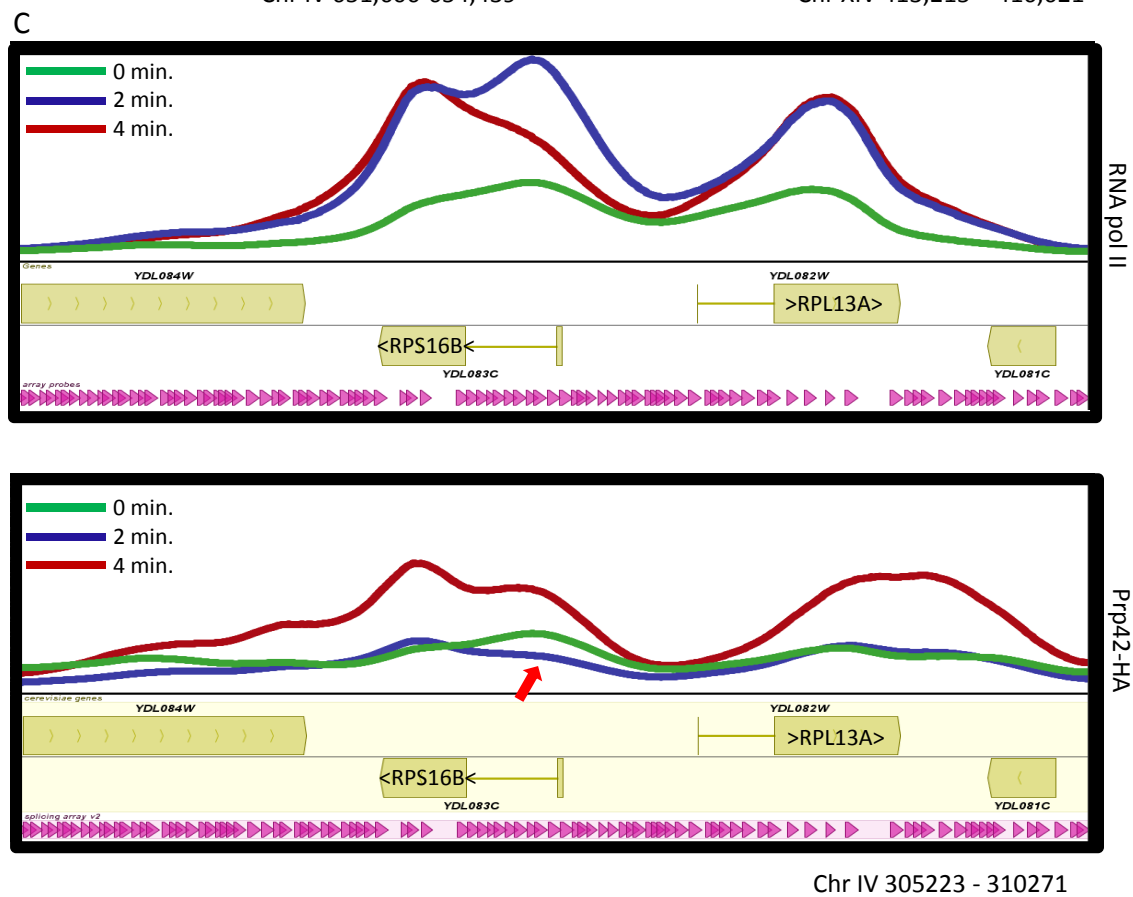 C
0 min.
2 min.
4 min.
RNA pol II
Genes
YDL084W
YDL082W
>RPL13A>
<RPS16B<
YDL083C
YDL081C
array probes
0 min.
2 min.
4 min.
Prp42-HA
cerevisiae genes
YDL084W
YDL082W
>RPL13A>
<RPS16B<
YDL083C
YDL081C
splicing array v2
Chr IV 305223 - 310271